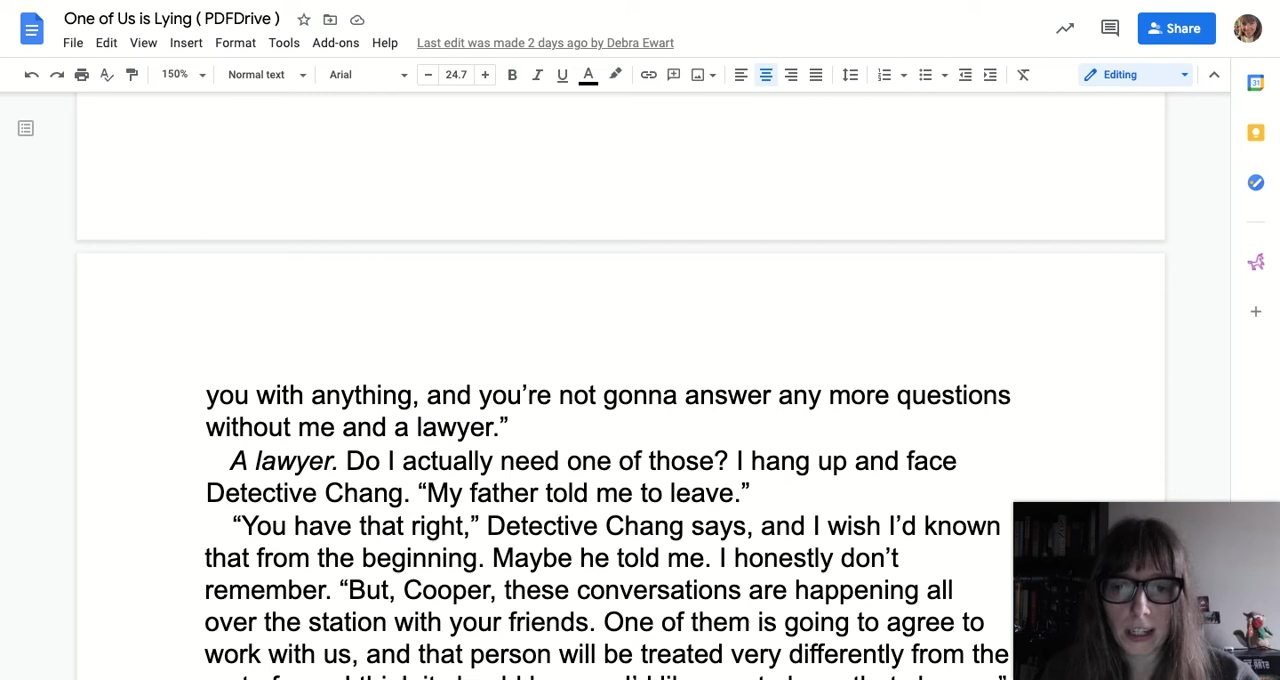 One of Us is Lying ( PDFDrive )
File Edit View Insert Format Tools Add-ons Help Last edit was made 2 days ago by Debra Ewart
Share
150% Normal text Arial 24.7 B I U A Editing
31
you with anything, and you’re not gonna answer any more questions
without me and a lawyer.”
A lawyer. Do I actually need one of those? I hang up and face
Detective Chang. “My father told me to leave.”
“You have that right,” Detective Chang says, and I wish I’d known
that from the beginning. Maybe he told me. I honestly don’t
remember. “But, Cooper, these conversations are happening all
over the station with your friends. One of them is going to agree to
work with us, and that person will be treated very differently from the